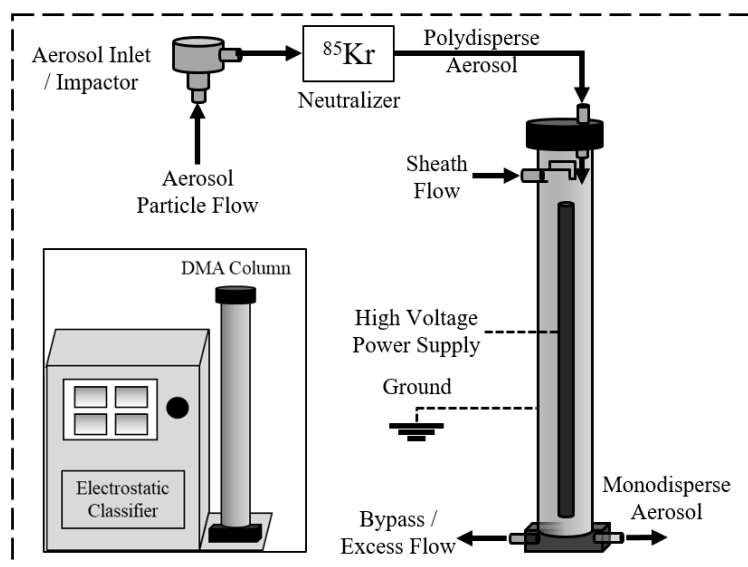 Aerosol Inlet
/ Impactor
⁸⁵Kr
Neutralizer
Polydisperse
Aerosol
Aerosol
Particle Flow
Sheath
Flow
DMA Column
High Voltage
Power Supply
Ground
Electrostatic
Classifier
Monodisperse
Aerosol
Bypass /
Excess Flow